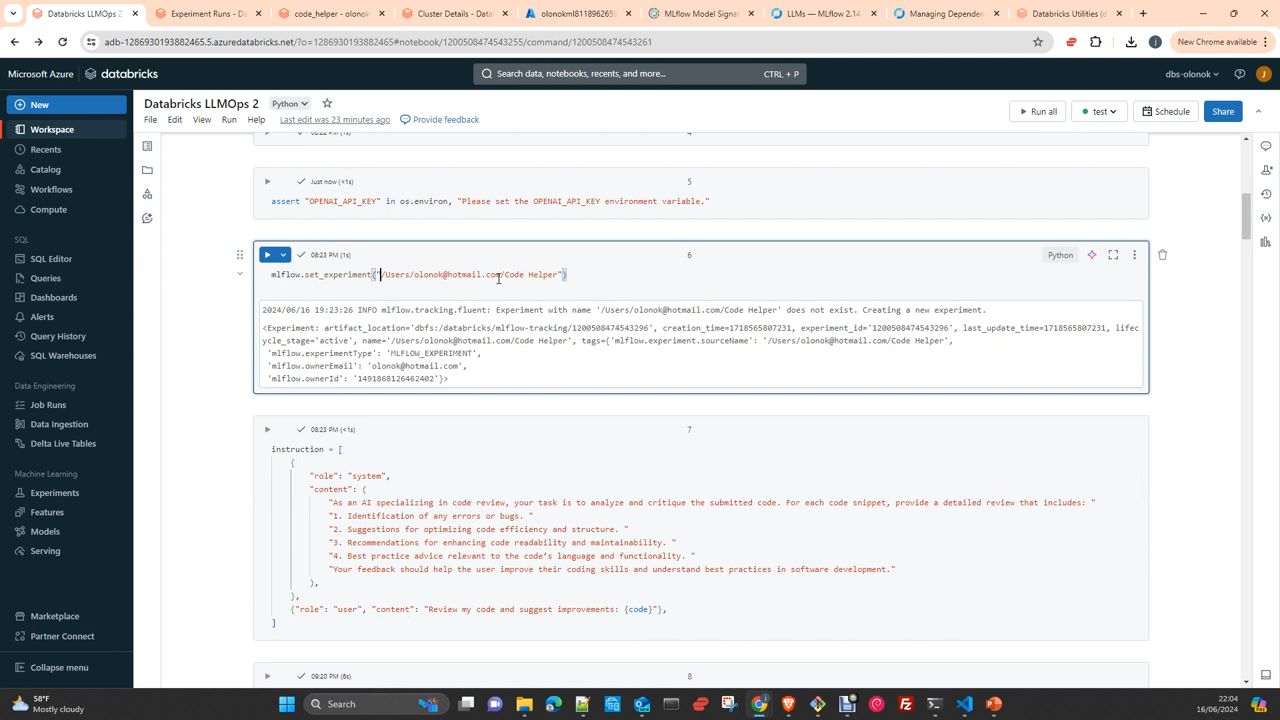 Databricks LLMOps 2
Experiment Runs - d
code_helper - olonok
Cluster Details - Data
olonokml8118962659
MLflow Model Signat
LLMs — MLflow 2.14.
Managing Dependen
Databricks Utilities (d
adb-1286930193882465.5.azuredatabricks.net/?o=1286930193882465#notebook/1200508474543255/command/1200508474543261
New Chrome available
Microsoft Azure
databricks
Search data, notebooks, recents, and more...
CTRL + P
dbs-olonok
J
New
Workspace
Recents
Catalog
Workflows
Compute
SQL
SQL Editor
Queries
Dashboards
Alerts
Query History
SQL Warehouses
Data Engineering
Job Runs
Data Ingestion
Delta Live Tables
Machine Learning
Experiments
Features
Models
Serving
Marketplace
Partner Connect
Collapse menu
Databricks LLMOps 2
Python
File
Edit
View
Run
Help
Last edit was 23 minutes ago
Provide feedback
Run all
test
Schedule
Share
08:22 PM (1s)
4
Just now (<1s)
5
assert "OPENAI_API_KEY" in os.environ, "Please set the OPENAI_API_KEY environment variable."
08:23 PM (1s)
6
Python
mlflow.set_experiment("/Users/olonok@hotmail.com/Code Helper")
2024/06/16 19:23:26 INFO mlflow.tracking.fluent: Experiment with name '/Users/olonok@hotmail.com/Code Helper' does not exist. Creating a new experiment.
<Experiment: artifact_location='dbfs:/databricks/mlflow-tracking/1200508474543296', creation_time=1718565807231, experiment_id='1200508474543296', last_update_time=1718565807231, lifec
ycle_stage='active', name='/Users/olonok@hotmail.com/Code Helper', tags={'mlflow.experiment.sourceName': '/Users/olonok@hotmail.com/Code Helper',
'mlflow.experimentType': 'MLFLOW_EXPERIMENT',
'mlflow.ownerEmail': 'olonok@hotmail.com',
'mlflow.ownerId': '1491868126462402'}>
08:23 PM (<1s)
7
instruction = [
{
"role": "system",
"content": (
"As an AI specializing in code review, your task is to analyze and critique the submitted code. For each code snippet, provide a detailed review that includes: "
"1. Identification of any errors or bugs. "
"2. Suggestions for optimizing code efficiency and structure. "
"3. Recommendations for enhancing code readability and maintainability. "
"4. Best practice advice relevant to the code's language and functionality. "
"Your feedback should help the user improve their coding skills and understand best practices in software development."
),
},
{"role": "user", "content": "Review my code and suggest improvements: {code}"},
]
09:20 PM (6s)
8
58°F
Mostly cloudy
Search
22:04
16/06/2024